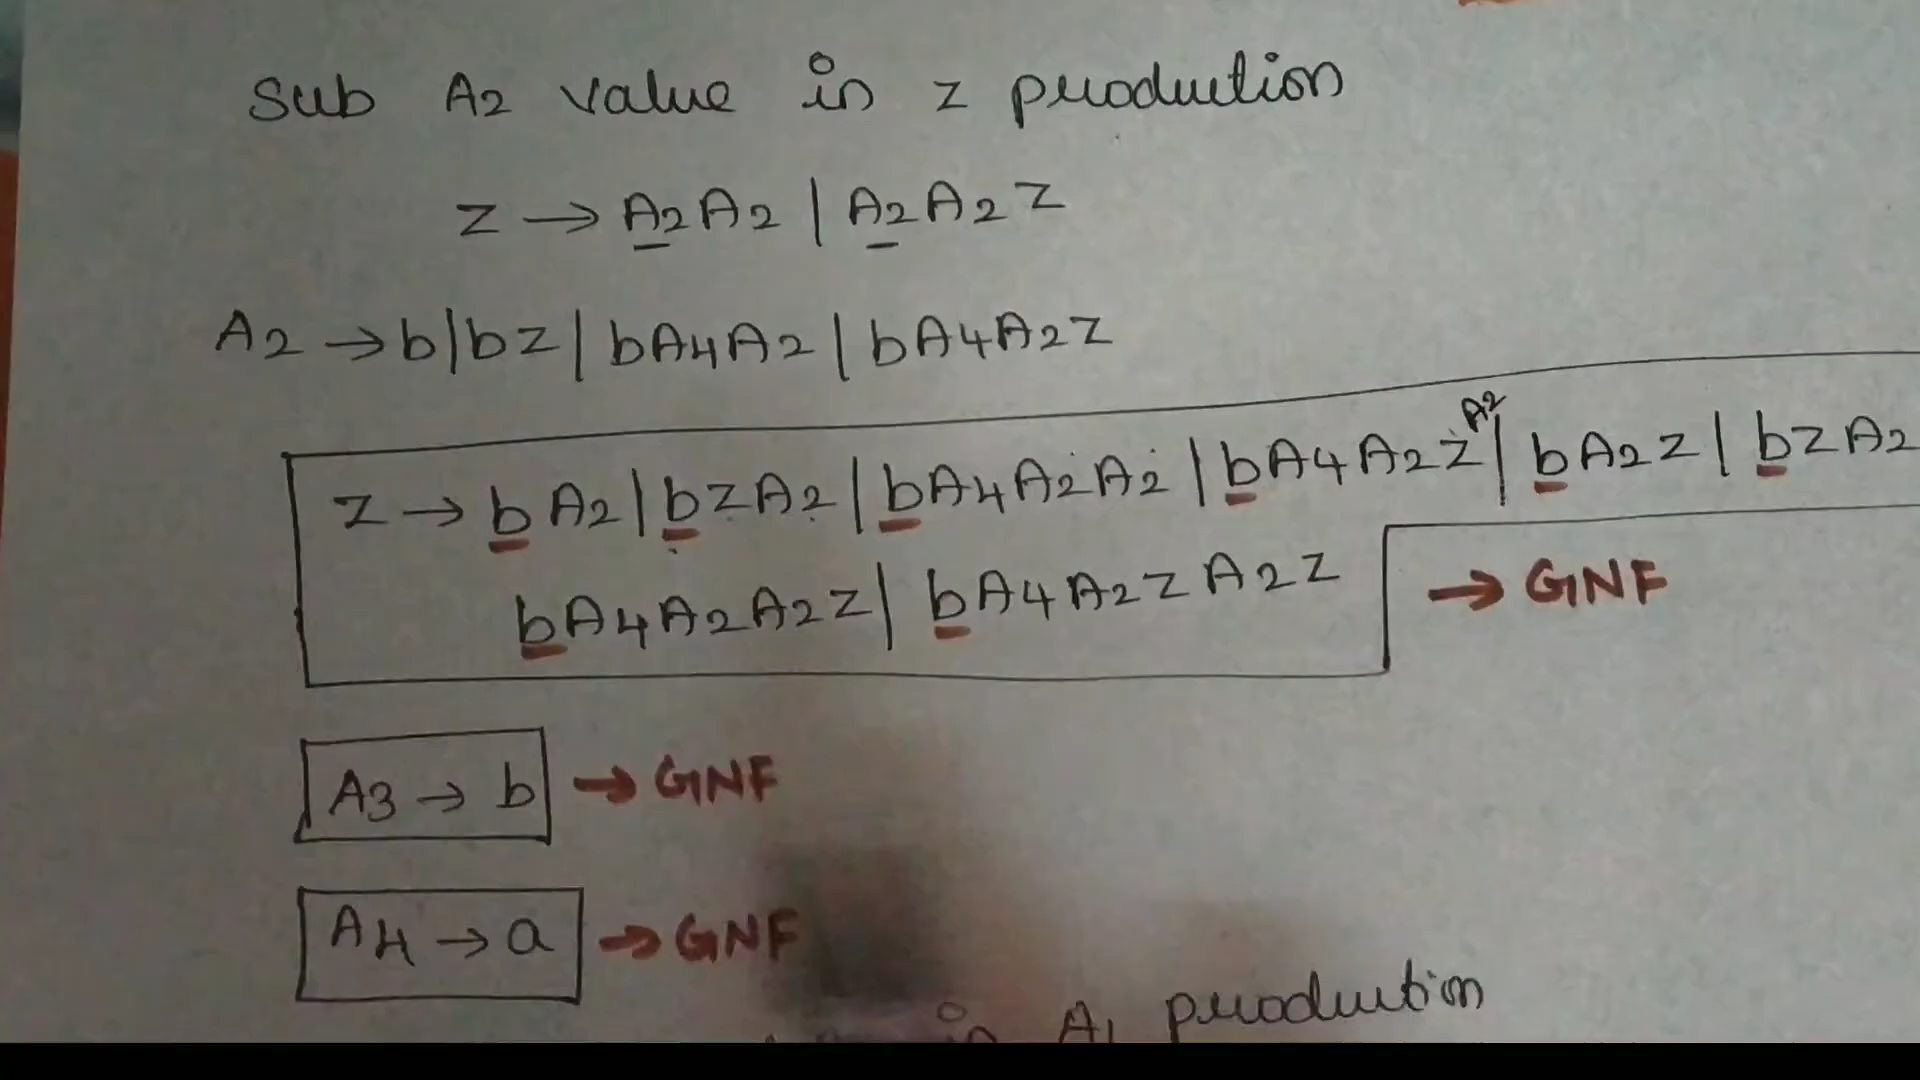 Sub A2 value in z production
z → A2A2 | A2A2z
A2 → b|bz| bA4A2 | bA4A2z
z → bA2|bzA2|bA4A2A2|bA4A2zA2|bA2z|bzA2
bA4A2A2z| bA4A2zA2z → GNF
A3 → b → GNF
A4 → a → GNF
in A1 production